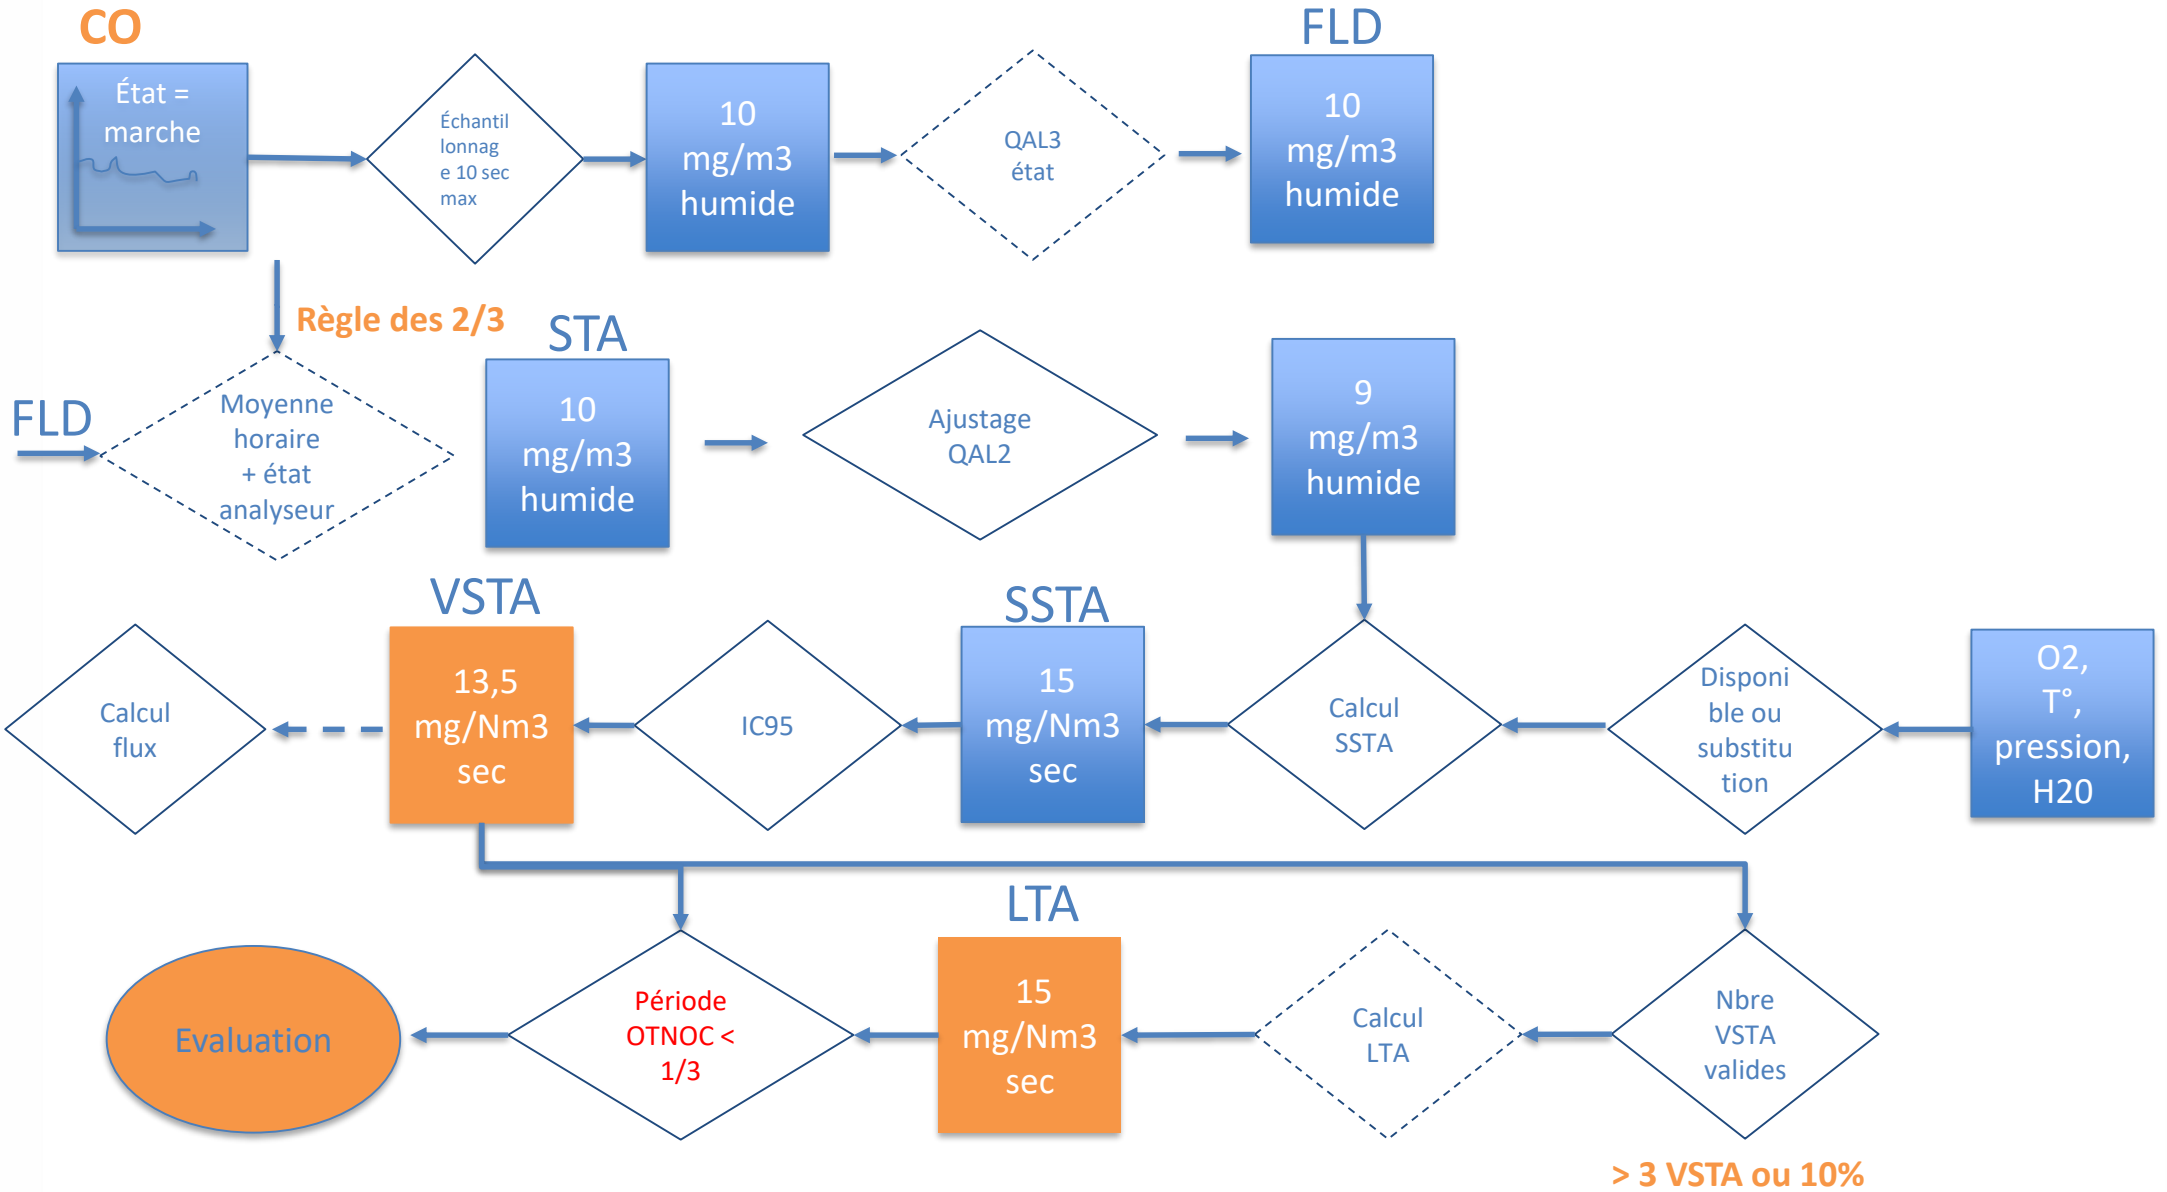 CO
État =
marche
Échantil
lonnag
e 10 sec
max
10
mg/m3
humide
QAL3
état
FLD
10
mg/m3
humide
Règle des 2/3
FLD
Moyenne
horaire
+ état
analyseur
STA
10
mg/m3
humide
Ajustage
QAL2
9
mg/m3
humide
Calcul
flux
VSTA
13,5
mg/Nm3
sec
IC95
SSTA
15
mg/Nm3
sec
Calcul
SSTA
Disponi
ble ou
substitu
tion
O2,
T°,
pression,
H20
Evaluation
Période
OTNOC <
1/3
LTA
15
mg/Nm3
sec
Calcul
LTA
Nbre
VSTA
valides
> 3 VSTA ou 10%